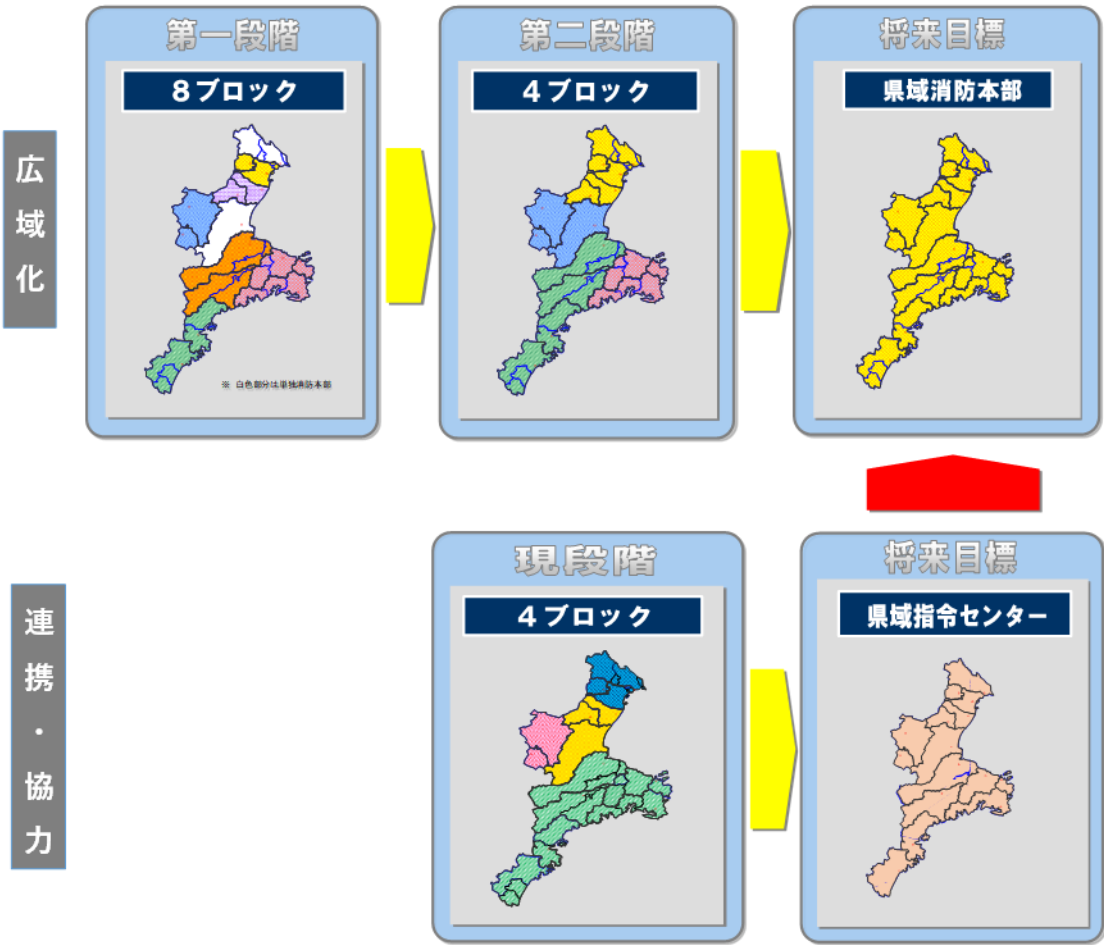 広域化
第一段階
8ブロック
※ 白色部分は単独消防本部
第二段階
4ブロック
将来目標
県域消防本部
連携・協力
現段階
4ブロック
将来目標
県域指令センター